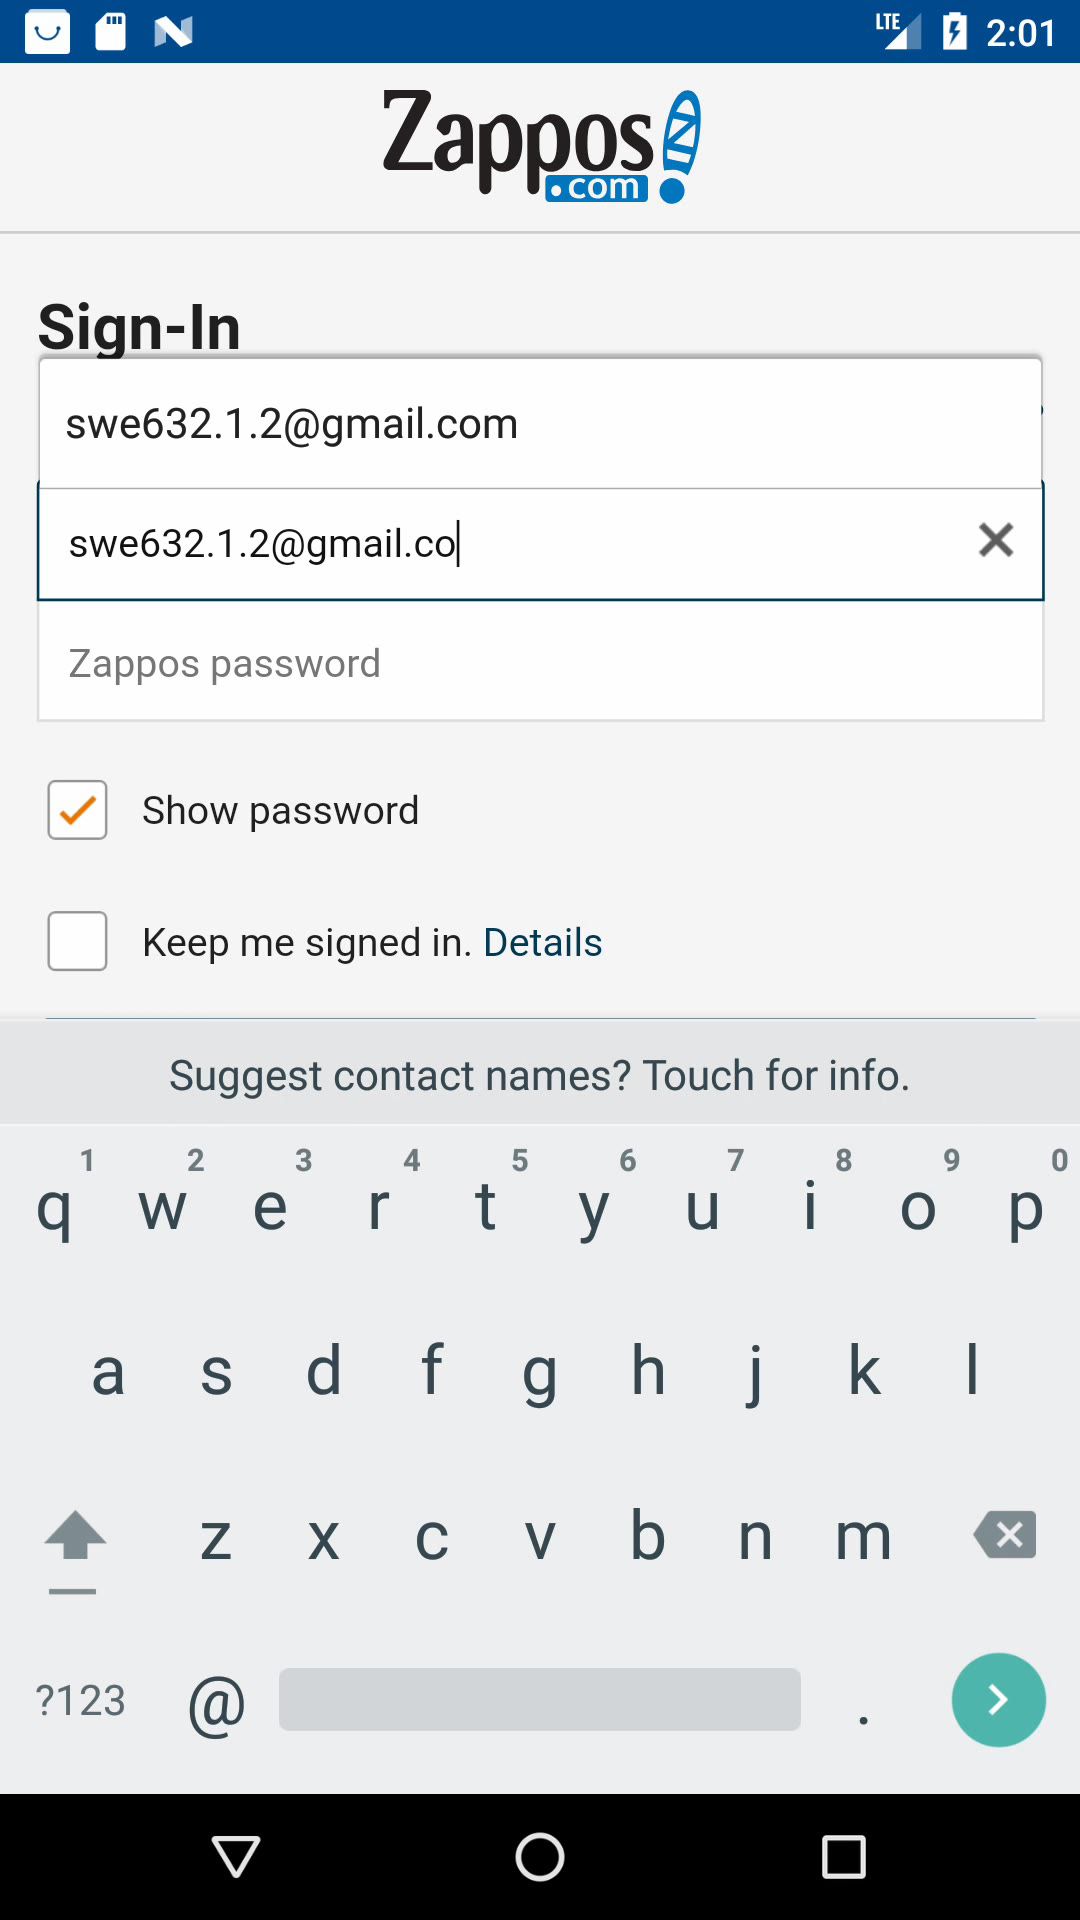 LTE 2:01
Zappos
.com
Sign-In
swe632.1.2@gmail.com
swe632.1.2@gmail.co
Zappos password
Show password
Keep me signed in. Details
Suggest contact names? Touch for info.
1 2 3 4 5 6 7 8 9 0
q w e r t y u i o p
a s d f g h j k l
z x c v b n m
?123 @ .